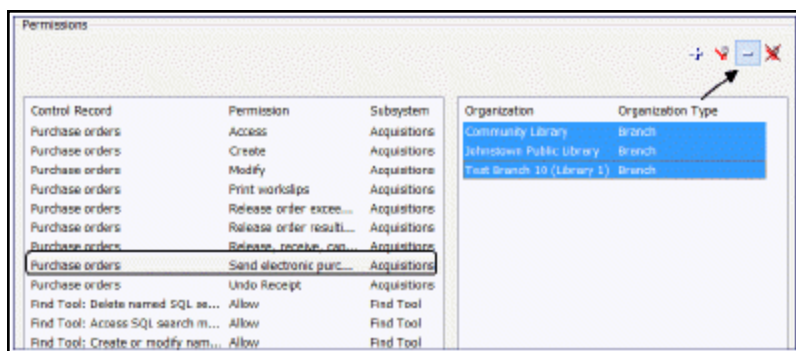 Permissions
Control Record Permission Subsystem
Purchase orders Access Acquisitions
Purchase orders Create Acquisitions
Purchase orders Modify Acquisitions
Purchase orders Print workslips Acquisitions
Purchase orders Release order excee... Acquisitions
Purchase orders Release order resulti... Acquisitions
Purchase orders Release, receive, can... Acquisitions
Purchase orders Send electronic purc... Acquisitions
Purchase orders Undo Receipt Acquisitions
Find Tool: Delete named SQL se... Allow Find Tool
Find Tool: Access SQL search m... Allow Find Tool
Find Tool: Create or modify nam... Allow Find Tool
Organization Organization Type
Community Library Branch
Johnstown Public Library Branch
Test Branch 10 (Library 1) Branch